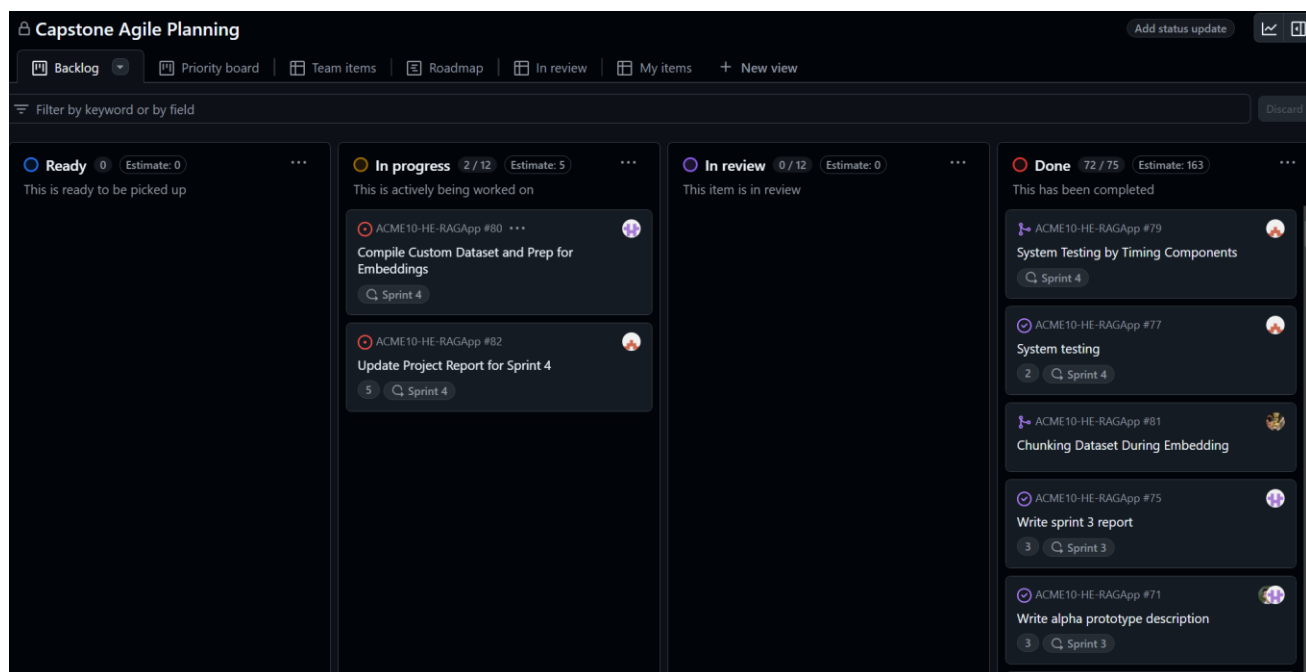 Capstone Agile Planning
Add status update
Backlog
Priority board
Team items
Roadmap
In review
My items
+ New view
Filter by keyword or by field
Discard
Ready 0 Estimate: 0 ...
This is ready to be picked up
In progress 2 / 12 Estimate: 5 ...
This is actively being worked on
ACME10-HE-RAGApp #80 ...
Compile Custom Dataset and Prep for
Embeddings
Sprint 4
ACME10-HE-RAGApp #82
Update Project Report for Sprint 4
5 Sprint 4
In review 0 / 12 Estimate: 0 ...
This item is in review
Done 72 / 75 Estimate: 163 ...
This has been completed
ACME10-HE-RAGApp #79
System Testing by Timing Components
Sprint 4
ACME10-HE-RAGApp #77
System testing
2 Sprint 4
ACME10-HE-RAGApp #81
Chunking Dataset During Embedding
ACME10-HE-RAGApp #75
Write sprint 3 report
3 Sprint 3
ACME10-HE-RAGApp #71
Write alpha prototype description
3 Sprint 3